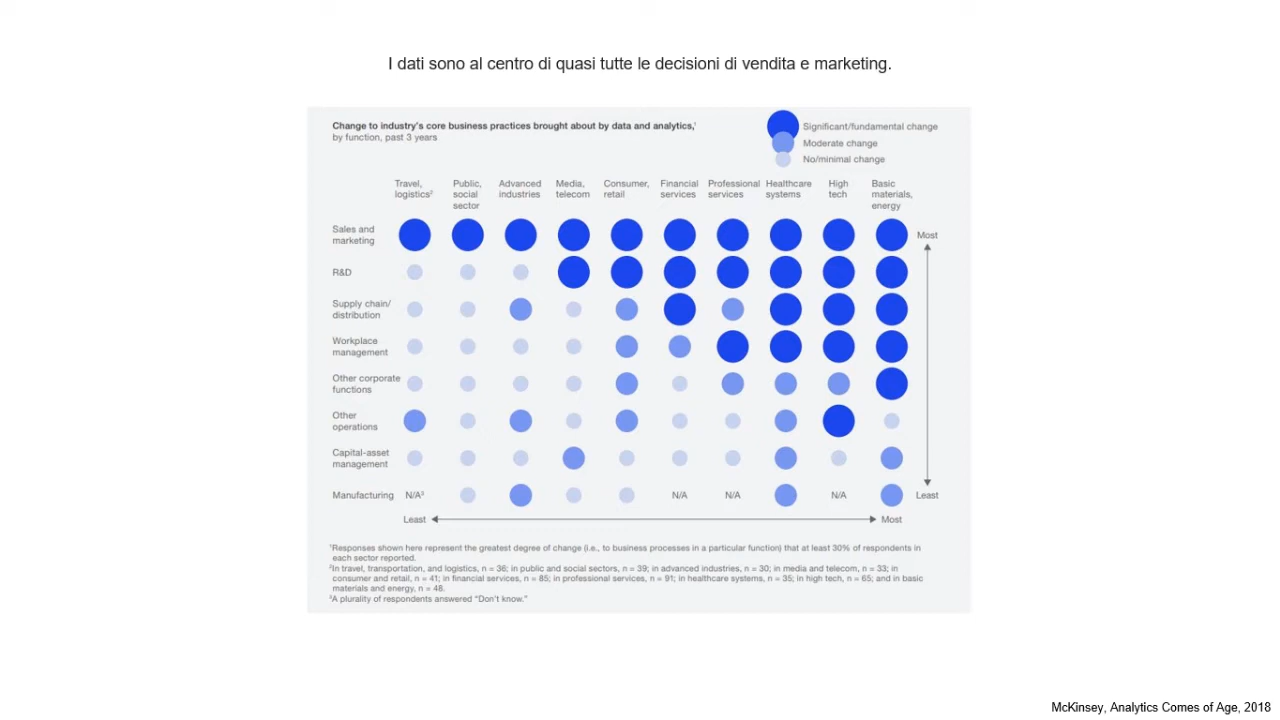 I dati sono al centro di quasi tutte le decisioni di vendita e marketing.
Change to industry's core business practices brought about by data and analytics,¹
by function, past 3 years
Significant/fundamental change
Moderate change
No/minimal change
Travel,
logistics²
Public,
social
sector
Advanced
industries
Media,
telecom
Consumer,
retail
Financial
services
Professional
services
Healthcare
systems
High
tech
Basic
materials,
energy
Sales and
marketing
Most
R&D
Supply chain/
distribution
Workplace
management
Other corporate
functions
Other
operations
Capital-asset
management
Manufacturing
N/A³
N/A
N/A
N/A
Least
Least
Most
¹Responses shown here represent the greatest degree of change (i.e., to business processes in a particular function) that at least 30% of respondents in
each sector reported.
²In travel, transportation, and logistics, n = 36; in public and social sectors, n = 39; in advanced industries, n = 30; in media and telecom, n = 33; in
consumer and retail, n = 41; in financial services, n = 85; in professional services, n = 91; in healthcare systems, n = 35; in high tech, n = 65; and in basic
materials and energy, n = 48.
³A plurality of respondents answered “Don't know.”
McKinsey, Analytics Comes of Age, 2018